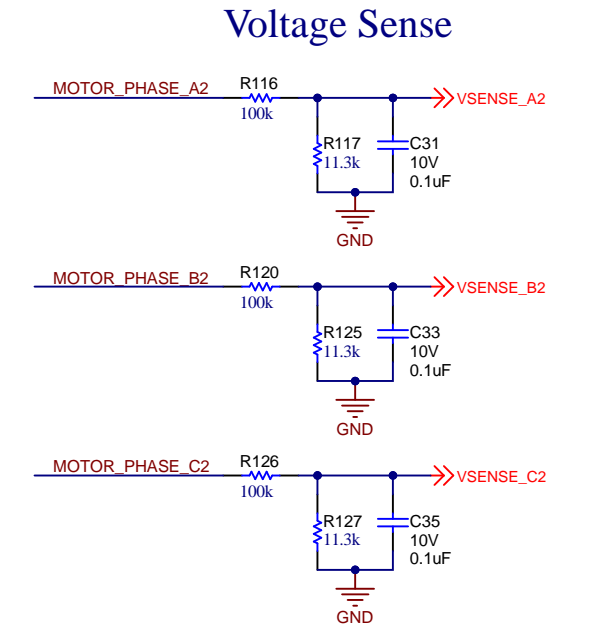 Voltage Sense
MOTOR_PHASE_A2
R116
100k
VSENSE_A2
R117
11.3k
C31
10V
0.1uF
GND
MOTOR_PHASE_B2
R120
100k
VSENSE_B2
R125
11.3k
C33
10V
0.1uF
GND
MOTOR_PHASE_C2
R126
100k
VSENSE_C2
R127
11.3k
C35
10V
0.1uF
GND